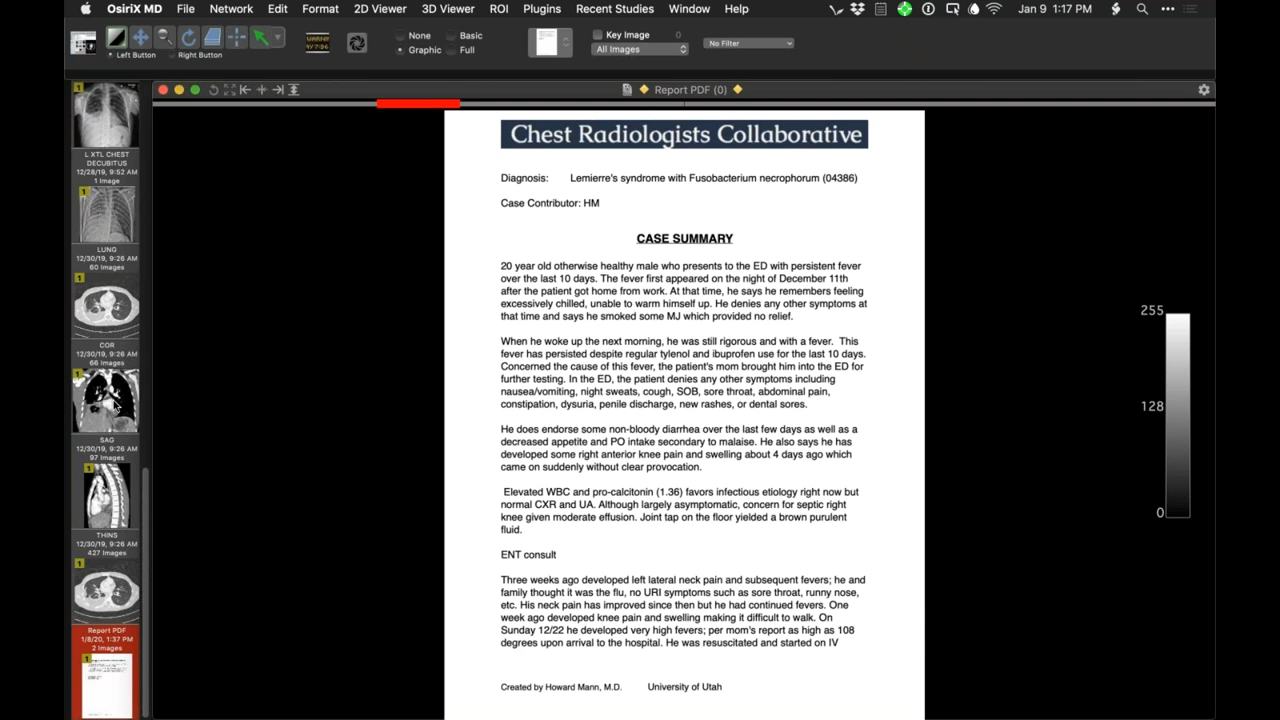 OsiriX MD File Network Edit Format 2D Viewer 3D Viewer ROI Plugins Recent Studies Window Help Jan 9 1:17 PM
None Basic
Graphic Full
Left Button Right Button
Key Image 0
All Images
No Filter
Report PDF (0)
1
L XTL CHEST
DECUBITUS
12/28/19, 9:52 AM
1 Image
1
LUNG
12/30/19, 9:26 AM
60 Images
1
COR
12/30/19, 9:26 AM
66 Images
1
SAG
12/30/19, 9:26 AM
97 Images
1
THINS
12/30/19, 9:26 AM
427 Images
1
Report PDF
1/8/20, 1:37 PM
2 Images
1
Chest Radiologists Collaborative
Diagnosis: Lemierre's syndrome with Fusobacterium necrophorum (04386)
Case Contributor: HM
CASE SUMMARY
20 year old otherwise healthy male who presents to the ED with persistent fever
over the last 10 days. The fever first appeared on the night of December 11th
after the patient got home from work. At that time, he says he remembers feeling
excessively chilled, unable to warm himself up. He denies any other symptoms at
that time and says he smoked some MJ which provided no relief.
When he woke up the next morning, he was still rigorous and with a fever. This
fever has persisted despite regular tylenol and ibuprofen use for the last 10 days.
Concerned the cause of this fever, the patient's mom brought him into the ED for
further testing. In the ED, the patient denies any other symptoms including
nausea/vomiting, night sweats, cough, SOB, sore throat, abdominal pain,
constipation, dysuria, penile discharge, new rashes, or dental sores.
He does endorse some non-bloody diarrhea over the last few days as well as a
decreased appetite and PO intake secondary to malaise. He also says he has
developed some right anterior knee pain and swelling about 4 days ago which
came on suddenly without clear provocation.
Elevated WBC and pro-calcitonin (1.36) favors infectious etiology right now but
normal CXR and UA. Although largely asymptomatic, concern for septic right
knee given moderate effusion. Joint tap on the floor yielded a brown purulent
fluid.
ENT consult
Three weeks ago developed left lateral neck pain and subsequent fevers; he and
family thought it was the flu, no URI symptoms such as sore throat, runny nose,
etc. His neck pain has improved since then but he had continued fevers. One
week ago developed knee pain and swelling making it difficult to walk. On
Sunday 12/22 he developed very high fevers; per mom's report as high as 108
degrees upon arrival to the hospital. He was resuscitated and started on IV
Created by Howard Mann, M.D. University of Utah
255
128
0